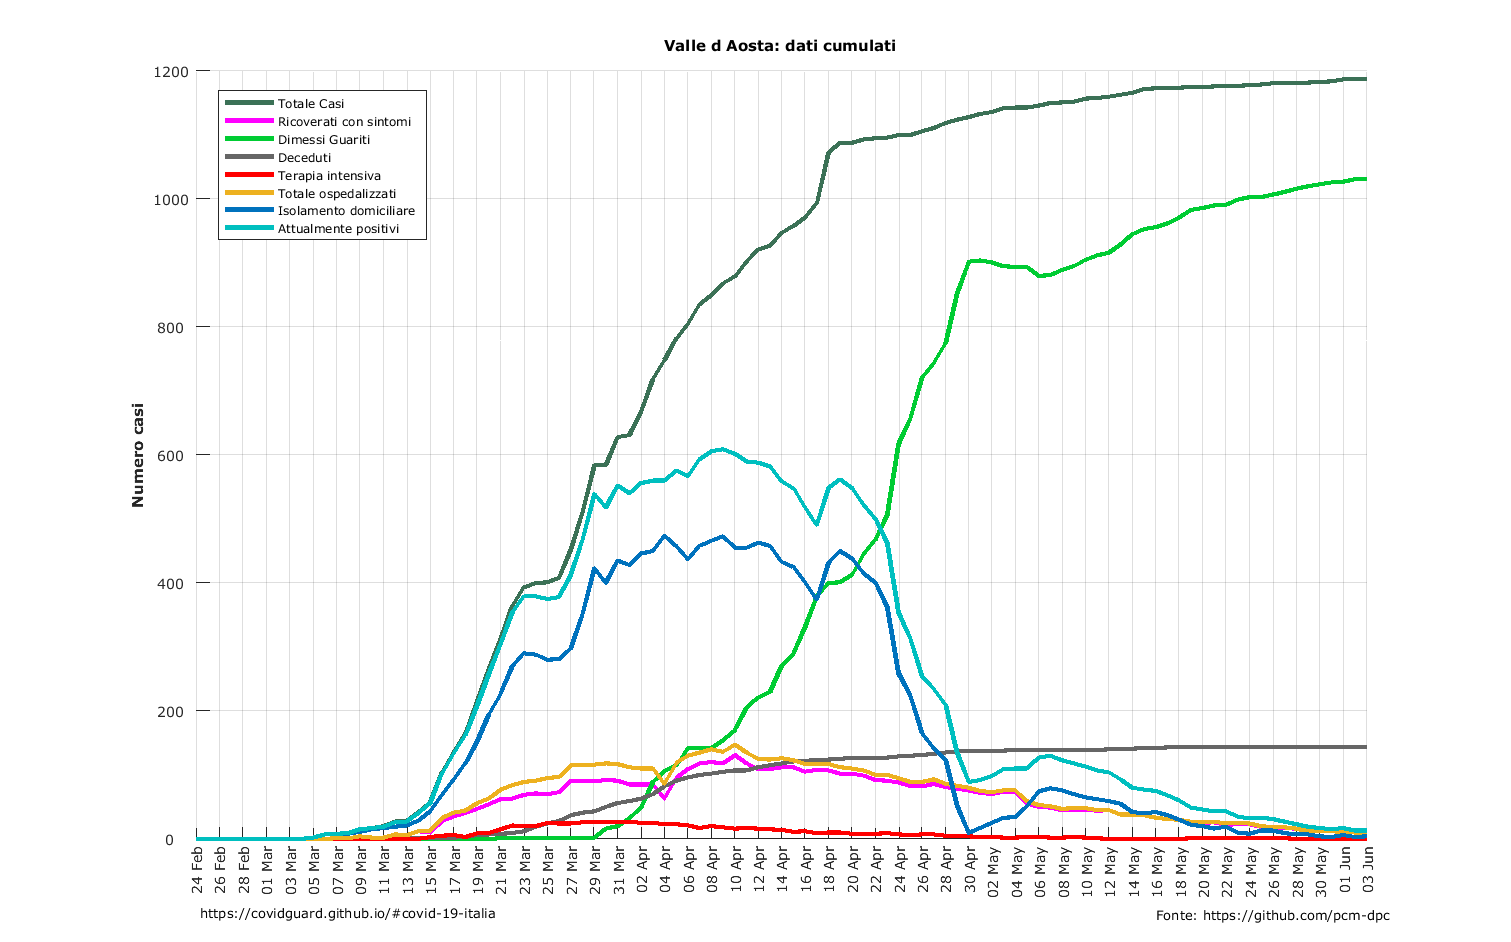 Valle d Aosta: dati cumulati
Numero casi
1200
1000
800
600
400
200
0
Totale Casi
Ricoverati con sintomi
Dimessi Guariti
Deceduti
Terapia intensiva
Totale ospedalizzati
Isolamento domiciliare
Attualmente positivi
24 Feb
26 Feb
28 Feb
01 Mar
03 Mar
05 Mar
07 Mar
09 Mar
11 Mar
13 Mar
15 Mar
17 Mar
19 Mar
21 Mar
23 Mar
25 Mar
27 Mar
29 Mar
31 Mar
02 Apr
04 Apr
06 Apr
08 Apr
10 Apr
12 Apr
14 Apr
16 Apr
18 Apr
20 Apr
22 Apr
24 Apr
26 Apr
28 Apr
30 Apr
02 May
04 May
06 May
08 May
10 May
12 May
14 May
16 May
18 May
20 May
22 May
24 May
26 May
28 May
30 May
01 Jun
03 Jun
https://covidguard.github.io/#covid-19-italia
Fonte: https://github.com/pcm-dpc